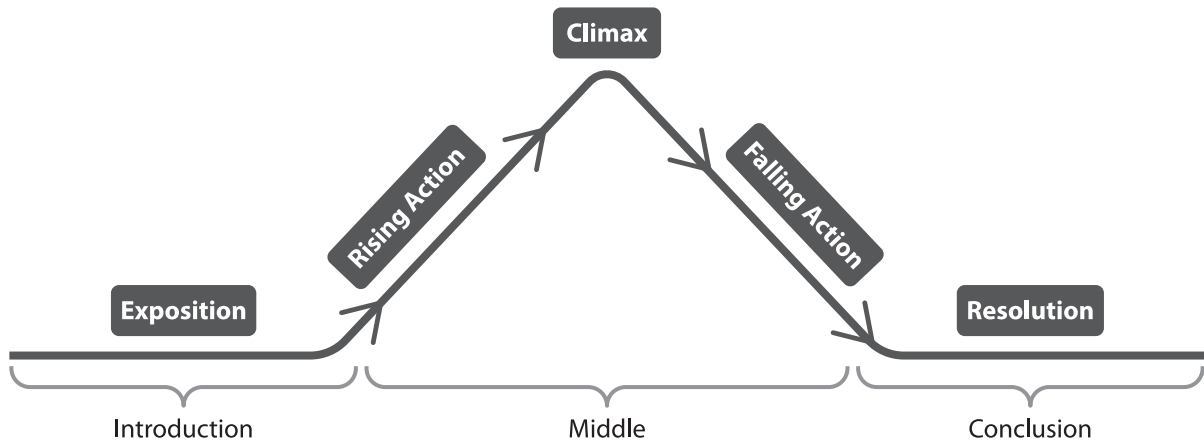 Climax
Rising Action
Falling Action
Exposition
Resolution
Introduction
Middle
Conclusion